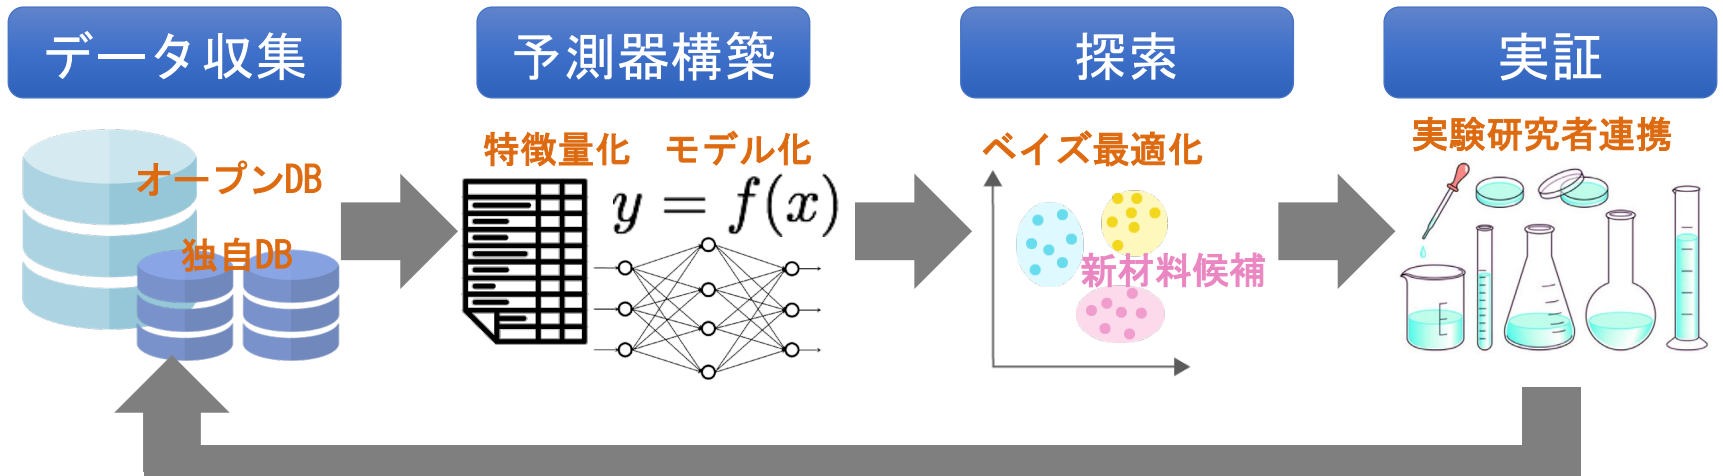 データ収集
予測器構築
探索
実証
オープンDB
独自DB
特徴量化
モデル化
y = f(x)
ベイズ最適化
新材料候補
実験研究者連携